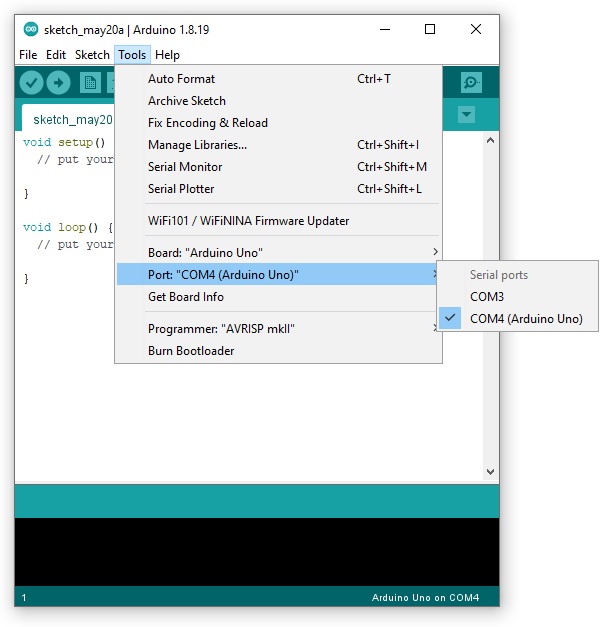 sketch_may20a | Arduino 1.8.19
File Edit Sketch Tools Help
Auto Format Ctrl+T
Archive Sketch
Fix Encoding & Reload
Manage Libraries... Ctrl+Shift+I
Serial Monitor Ctrl+Shift+M
Serial Plotter Ctrl+Shift+L
WiFi101 / WiFiNINA Firmware Updater
Board: "Arduino Uno"
Port: "COM4 (Arduino Uno)"
Get Board Info
Programmer: "AVRISP mkII"
Burn Bootloader
Serial ports
COM3
COM4 (Arduino Uno)
sketch_may20
void setup()
// put your
}
void loop() {
// put your
}
1 Arduino Uno on COM4